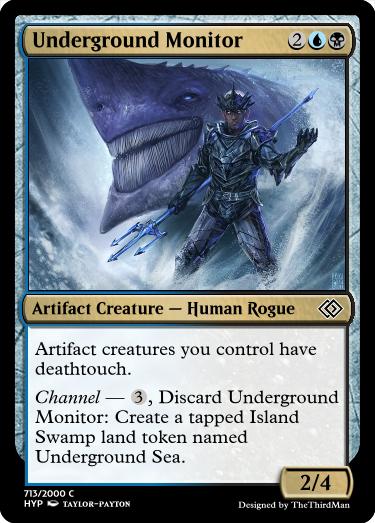 Underground Monitor 2
Artifact Creature — Human Rogue
Artifact creatures you control have
deathtouch.
Channel — 3, Discard Underground
Monitor: Create a tapped Island
Swamp land token named
Underground Sea.
2/4
713/2000 C
HYP TAYLOR-PAYTON
Designed by TheThirdMan